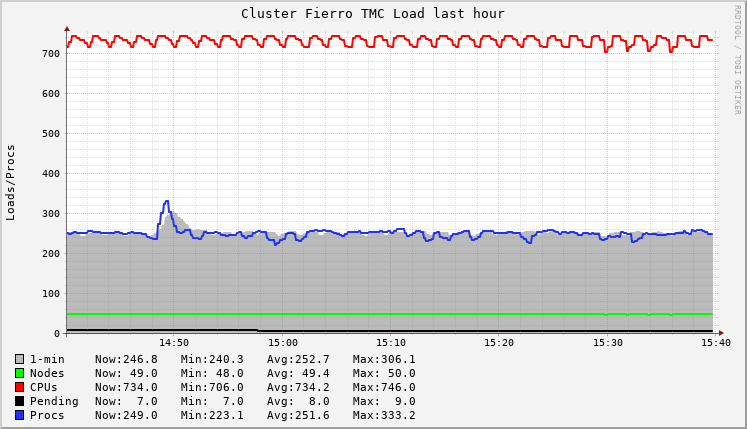 Cluster Fierro TMC Load last hour
RRDTOOL / TOBI OETIKER
Loads/Procs
700
600
500
400
300
200
100
0
14:50 15:00 15:10 15:20 15:30 15:40
1-min Now:246.8 Min:240.3 Avg:252.7 Max:306.1
Nodes Now: 49.0 Min: 48.0 Avg: 49.4 Max: 50.0
CPUs Now:734.0 Min:706.0 Avg:734.2 Max:746.0
Pending Now: 7.0 Min: 7.0 Avg: 8.0 Max: 9.0
Procs Now:249.0 Min:223.1 Avg:251.6 Max:333.2